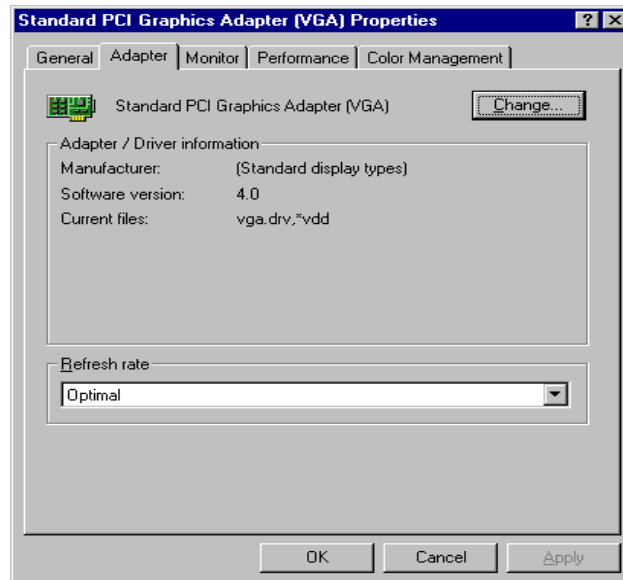 Standard PCI Graphics Adapter (VGA) Properties
General Adapter Monitor Performance Color Management
Standard PCI Graphics Adapter (VGA) Change...
Adapter / Driver information
Manufacturer: (Standard display types)
Software version: 4.0
Current files: vga.drv,*vdd
Refresh rate
Optimal
OK Cancel Apply